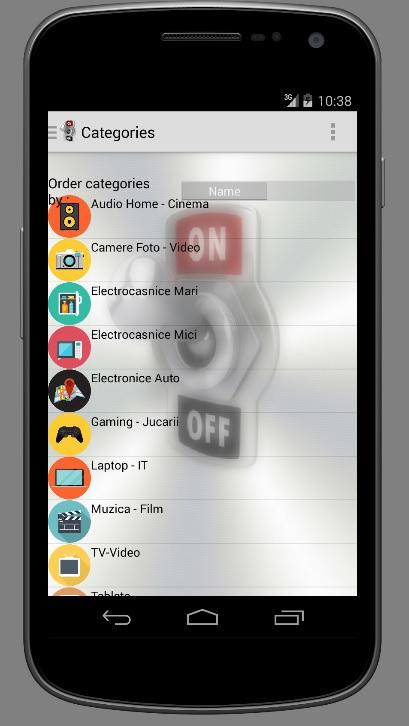 3G 10:38
Categories
Order categories
by :
Name
Audio Home - Cinema
Camere Foto - Video
ON
Electrocasnice Mari
Electrocasnice Mici
Electronice Auto
Gaming - Jucarii
OFF
Laptop - IT
Muzica - Film
TV-Video
Tablete